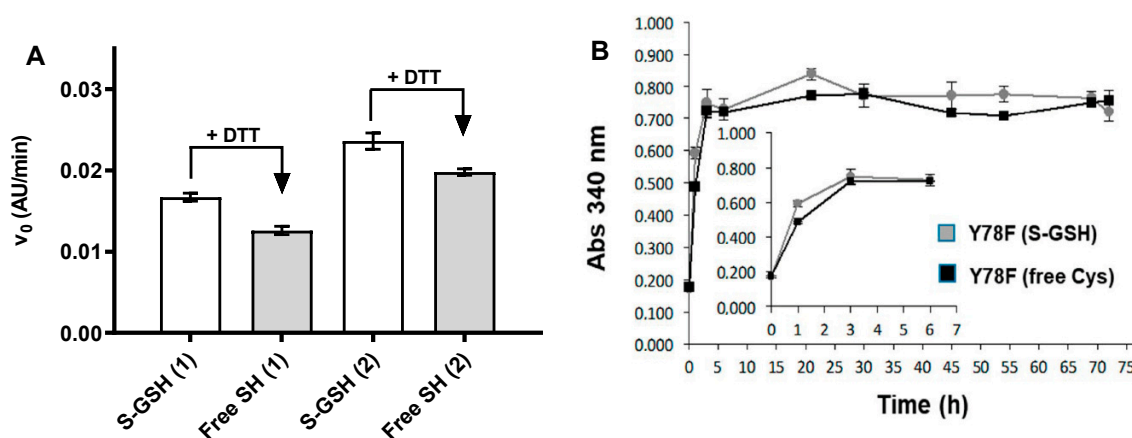 A
v0 (AU/min)
0.03
0.02
0.01
0.00
+ DTT
+ DTT
S-GSH (1)
Free SH (1)
S-GSH (2)
Free SH (2)
B
Abs 340 nm
1.000
0.900
0.800
0.700
0.600
0.500
0.400
0.300
0.200
0.100
0.000
1.000
0.800
0.600
0.400
0.200
0.000
0 1 2 3 4 5 6 7
Y78F (S-GSH)
Y78F (free Cys)
0 5 10 15 20 25 30 35 40 45 50 55 60 65 70 75
Time (h)